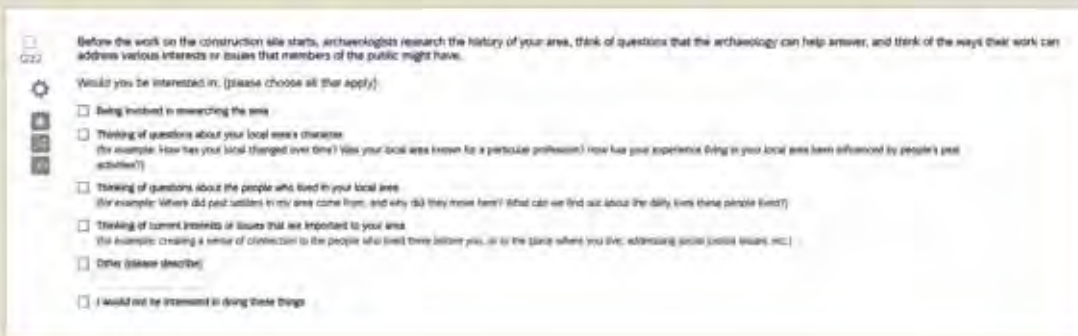 Before the work on the construction site starts, archaeologists research the history of your area, think of questions that the archaeology can help answer, and think of the ways their work can
address various interests or issues that members of the public might have.
Q22
Would you be interested in: (please choose all that apply)
Being involved in researching the area
Thinking of questions about your local area's character
(for example: How has your local changed over time? Was your local area known for a particular profession? How has your experience living in your local area been influenced by people's past
activities?)
Thinking of questions about the people who lived in your local area
(for example: Where did past settlers in my area come from, and why did they move here? What can we find out about the daily lives these people lived?)
Thinking of current interests or issues that are important to your area
(for example: creating a sense of connection to the people who lived there before you, or to the place where you live; addressing social justice issues, etc.)
Other (please describe)
I would not be interested in doing these things